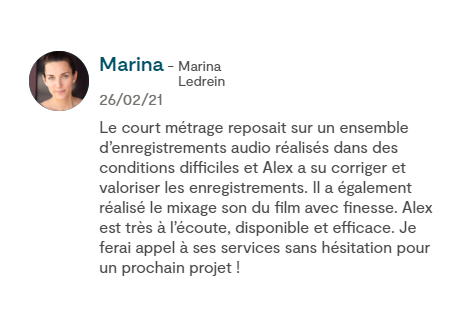 Marina - Marina
Ledrein
26/02/21
Le court métrage reposait sur un ensemble
d’enregistrements audio réalisés dans des
conditions difficiles et Alex a su corriger et
valoriser les enregistrements. Il a également
réalisé le mixage son du film avec finesse. Alex
est très à l’écoute, disponible et efficace. Je
ferai appel à ses services sans hésitation pour
un prochain projet !